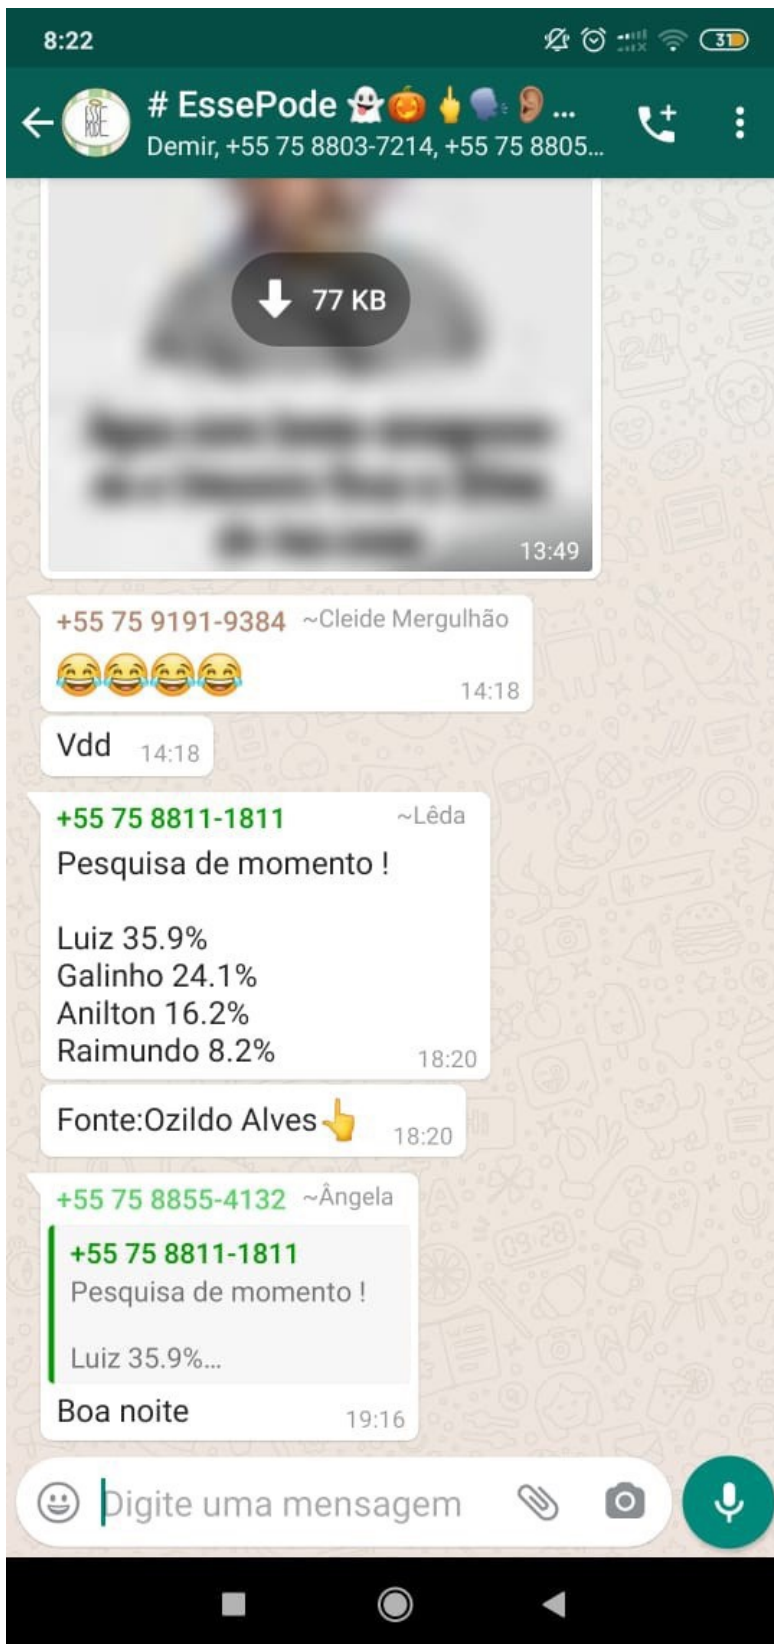 8:22
31
# EssePode 👻🎃🖕🗣👂...
Demir, +55 75 8803-7214, +55 75 8805...
77 KB
13:49
+55 75 9191-9384 ~Cleide Mergulhão
😂😂😂😂 14:18
Vdd 14:18
+55 75 8811-1811 ~Lêda
Pesquisa de momento !
Luiz 35.9%
Galinho 24.1%
Anilton 16.2%
Raimundo 8.2% 18:20
Fonte:Ozildo Alves👆 18:20
+55 75 8855-4132 ~Ângela
+55 75 8811-1811
Pesquisa de momento !
Luiz 35.9%...
Boa noite 19:16
Digite uma mensagem